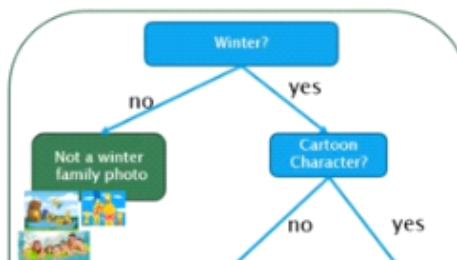 Winter?
no
yes
Not a winter
family photo
Cartoon
Character?
no
yes